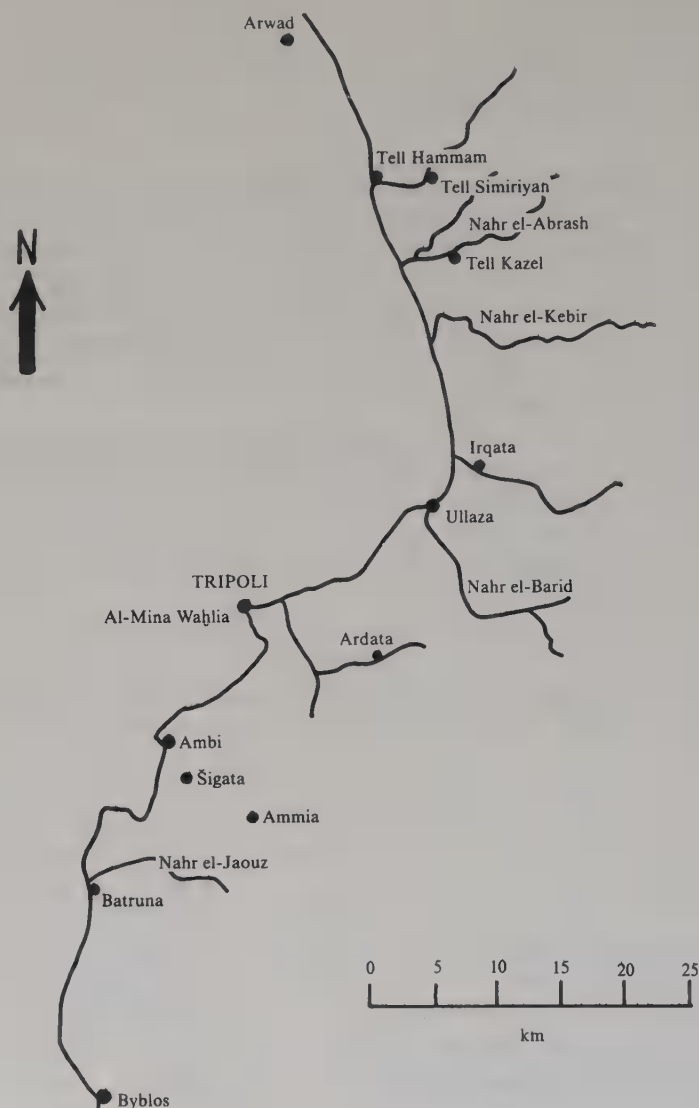 Arwad
Tell Hammam
Tell Simiriyan
N
Nahr el-Abrash
Tell Kazel
Nahr el-Kebir
Irqata
Ullaza
TRIPOLI
Nahr el-Barid
Al-Mina Waḫlia
Ardata
Ambi
Šigata
Ammia
Nahr el-Jaouz
Batruna
0 5 10 15 20 25
km
Byblos